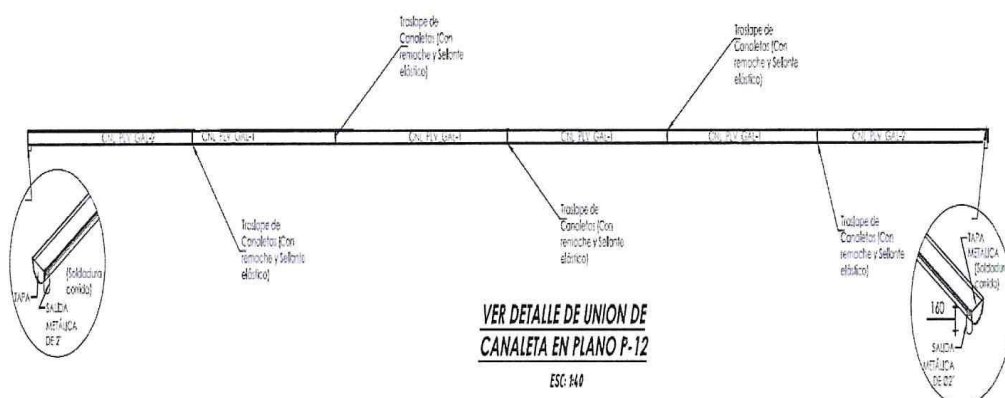 Traslape de
Canaletas (Con
remache y Sellante
elástico)
Traslape de
Canaletas (Con
remache y Sellante
elástico)
CNL PLV GAL-2 CNL PLV GAL-1 CNL PLV GAL-1 CNL PLV GAL-1 CNL PLV GAL-1 CNL PLV GAL-2
Traslape de
Canaletas (Con
remache y Sellante
elástico)
Traslape de
Canaletas (Con
remache y Sellante
elástico)
Traslape de
Canaletas (Con
remache y Sellante
elástico)
(Soldadura
corrida)
TAPA
SALIDA
METÁLICA
DE 2"
TAPA
METALICA
(Soldadura
corrida)
160
SALIDA
METÁLICA
DE Ø2"
VER DETALLE DE UNION DE
CANALETA EN PLANO P-12
ESC: 1:40